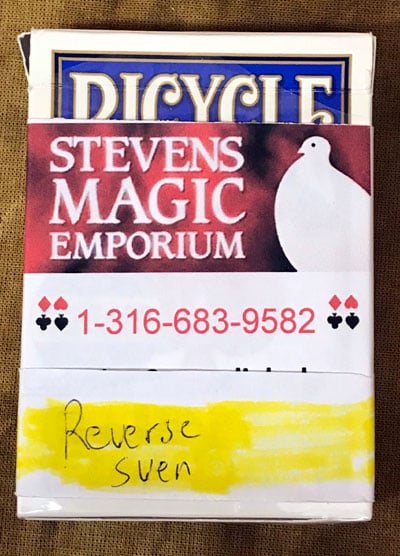 BICYCLE
STEVENS
MAGIC
EMPORIUM
1-316-683-9582
Reverse
sven